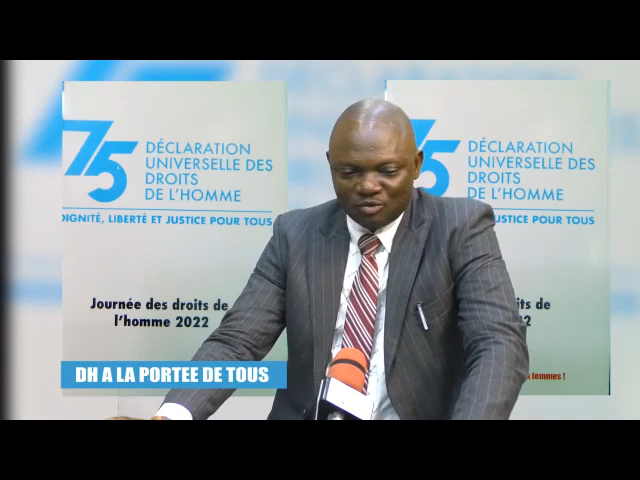 75
DÉCLARATION
UNIVERSELLE DES
DROITS
DE L'HOMME
DIGNITÉ, LIBERTÉ ET JUSTICE POUR TOUS
Journée des droits de
l'homme 2022
75
DÉCLARATION
UNIVERSELLE DES
DROITS
DE L'HOMME
JUSTICE POUR TOUS
de
femmes !
DH A LA PORTEE DE TOUS